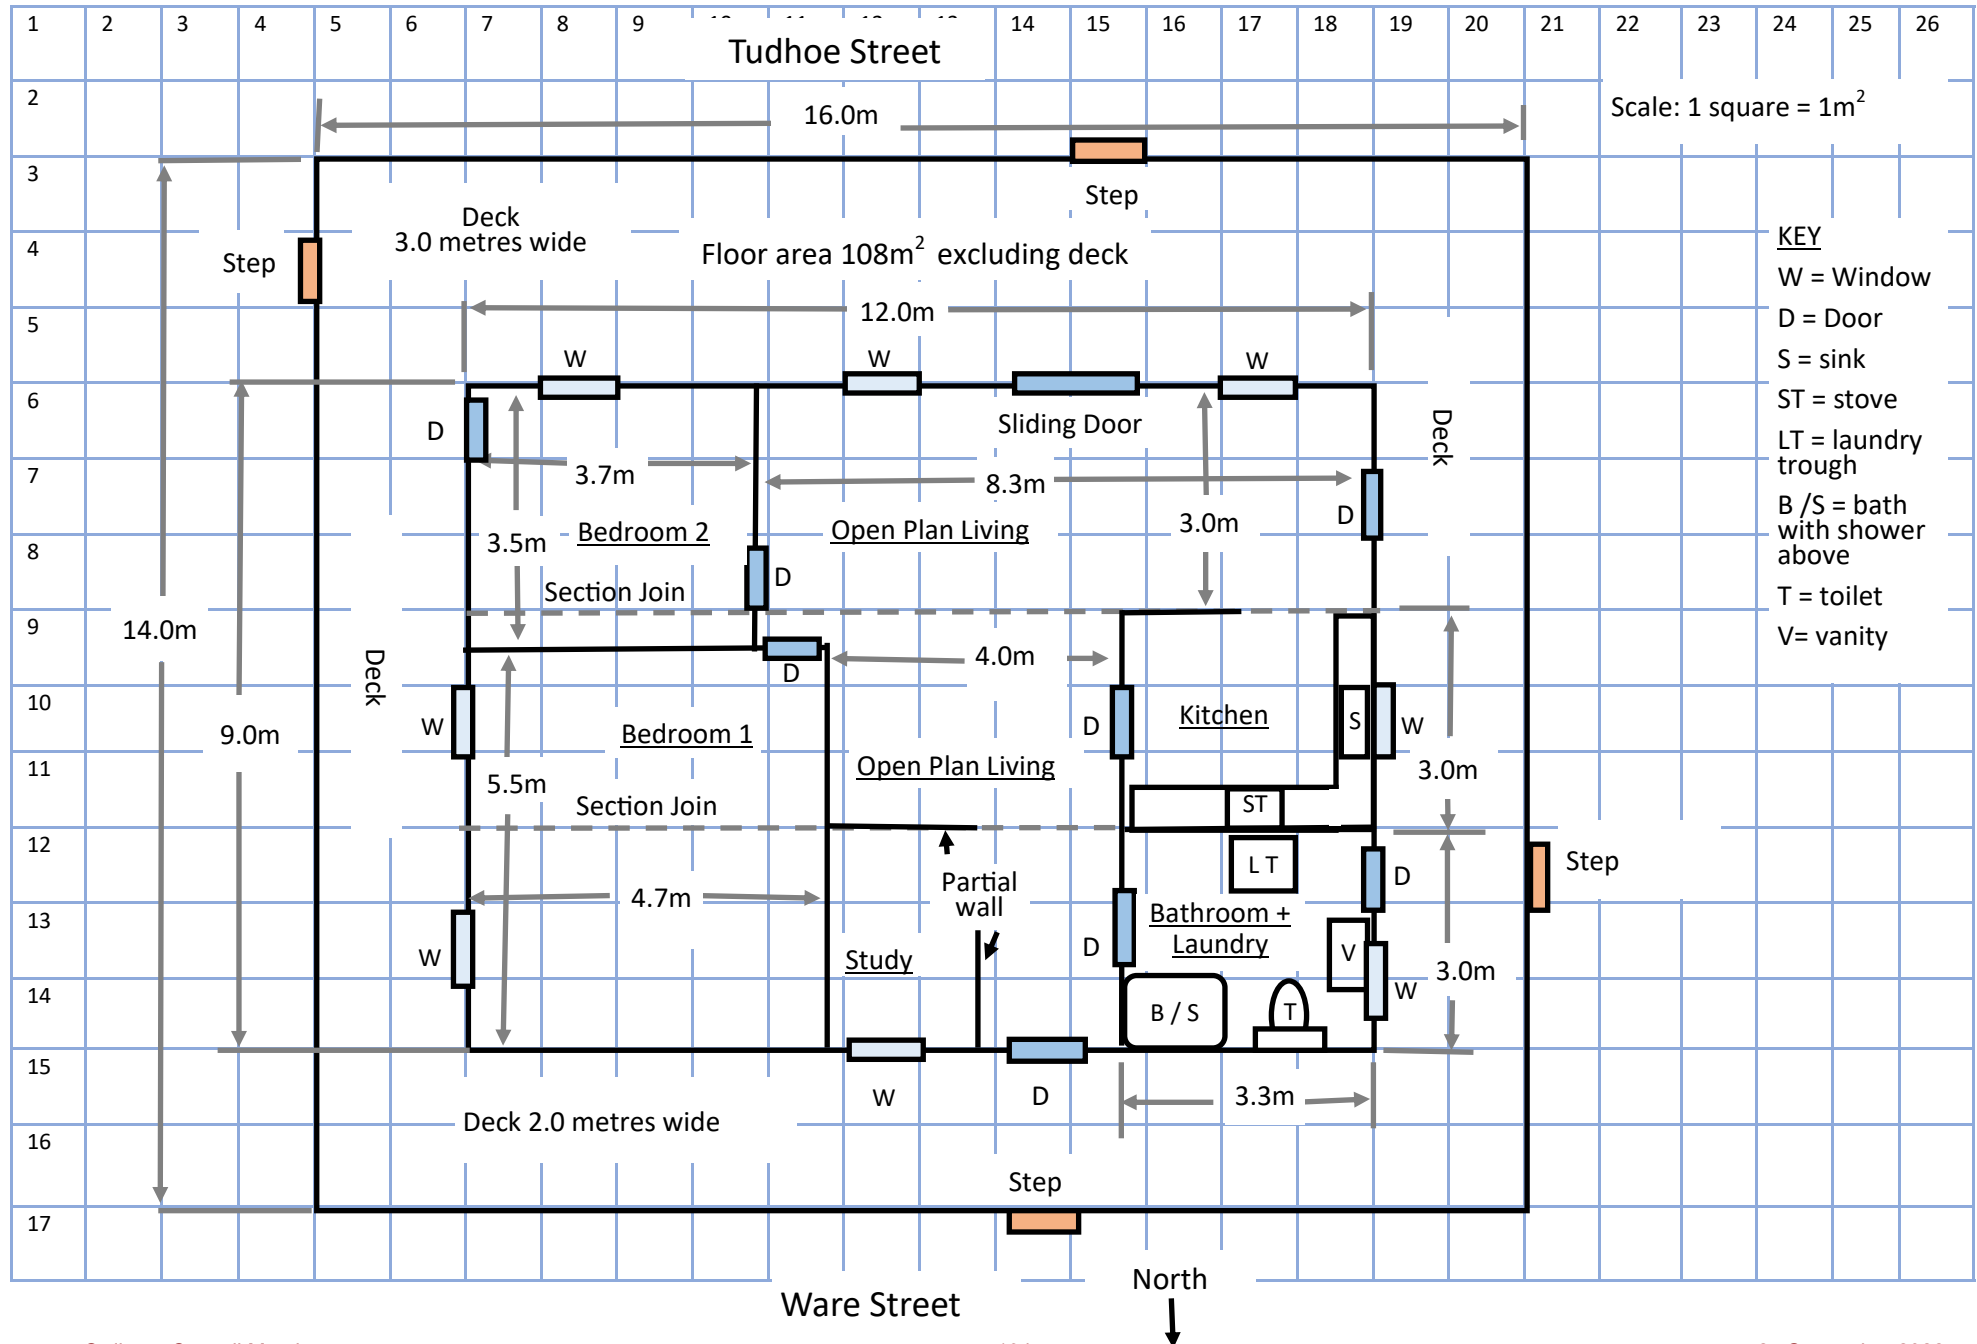 1 2 3 4 5 6 7 8 9 14 15 16 17 18 19 20 21 22 23 24 25 26
Tudhoe Street
2
16.0m
Scale: 1 square = 1m2
3
Step
Deck
3.0 metres wide
4
Step
Floor area 108m2 excluding deck
KEY
W = Window
D = Door
S = sink
ST = stove
LT = laundry
trough
B /S = bath
with shower
above
T = toilet
V= vanity
5
12.0m
W
W
W
6
D
Sliding Door
Deck
7
3.7m
8.3m
D
3.0m
3.5m
Bedroom 2
Open Plan Living
8
D
Section Join
9
14.0m
D
4.0m
Deck
10
9.0m
W
Bedroom 1
D
Kitchen
S
W
11
5.5m
Open Plan Living
3.0m
Section Join
ST
12
L T
D
Step
Partial
wall
4.7m
13
Bathroom +
Laundry
D
W
Study
V
3.0m
14
W
B / S
T
15
W
D
3.3m
Deck 2.0 metres wide
16
Step
17
North
Ware Street